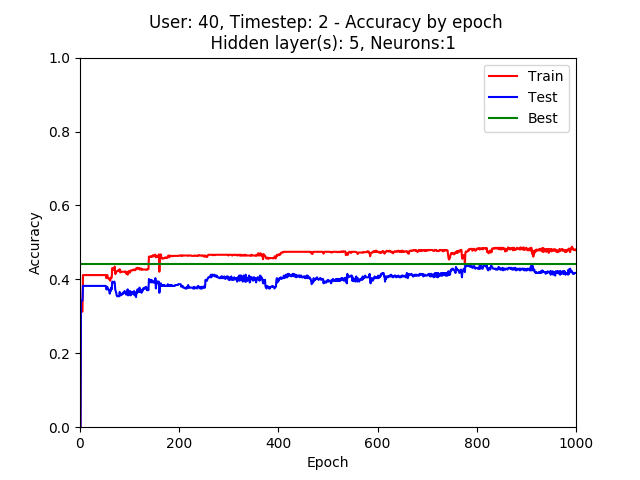 User: 40, Timestep: 2 - Accuracy by epoch
Hidden layer(s): 5, Neurons:1
1.0
0.8
0.6
0.4
0.2
0.0
Accuracy
Train
Test
Best
0 200 400 600 800 1000
Epoch